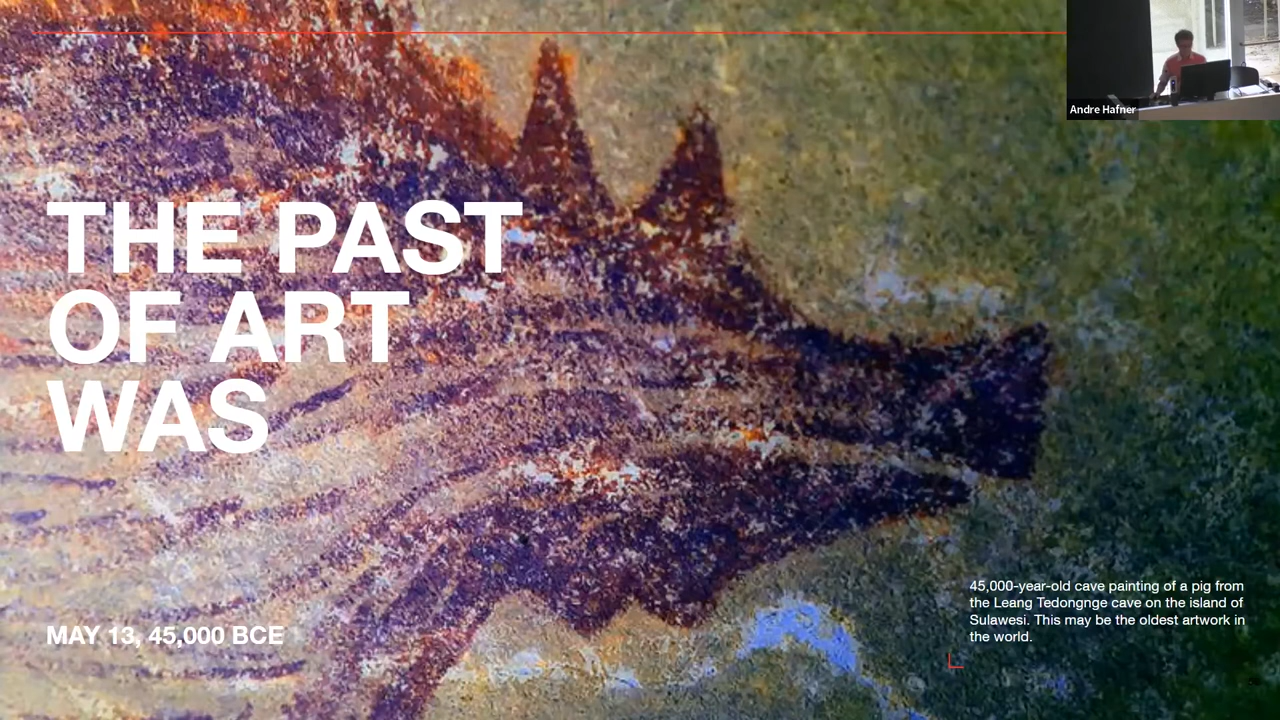 Andre Hafner
THE PAST
OF ART
WAS
MAY 13, 45,000 BCE
45,000-year-old cave painting of a pig from
the Leang Tedongnge cave on the island of
Sulawesi. This may be the oldest artwork in
the world.